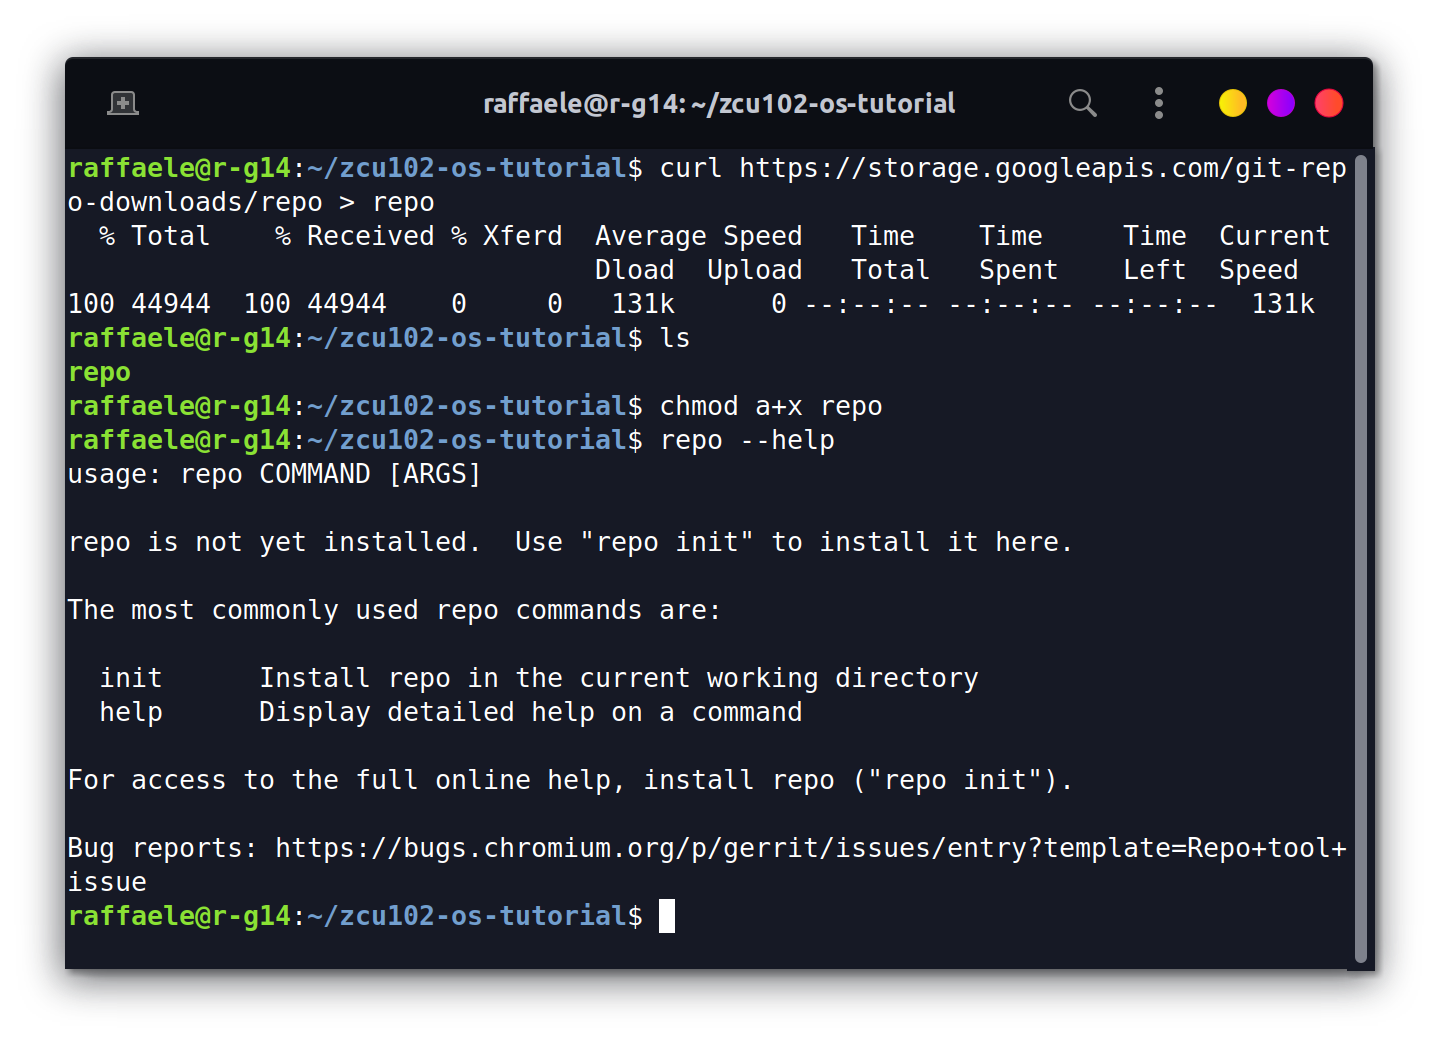 raffaele@r-g14: ~/zcu102-os-tutorial
raffaele@r-g14:~/zcu102-os-tutorial$ curl https://storage.googleapis.com/git-rep
o-downloads/repo > repo
  % Total    % Received % Xferd  Average Speed   Time    Time     Time  Current
                                 Dload  Upload   Total   Spent    Left  Speed
100 44944  100 44944    0     0   131k      0 --:--:-- --:--:-- --:--:--  131k
raffaele@r-g14:~/zcu102-os-tutorial$ ls
repo
raffaele@r-g14:~/zcu102-os-tutorial$ chmod a+x repo
raffaele@r-g14:~/zcu102-os-tutorial$ repo --help
usage: repo COMMAND [ARGS]

repo is not yet installed.  Use "repo init" to install it here.

The most commonly used repo commands are:

  init      Install repo in the current working directory
  help      Display detailed help on a command

For access to the full online help, install repo ("repo init").

Bug reports: https://bugs.chromium.org/p/gerrit/issues/entry?template=Repo+tool+
issue
raffaele@r-g14:~/zcu102-os-tutorial$